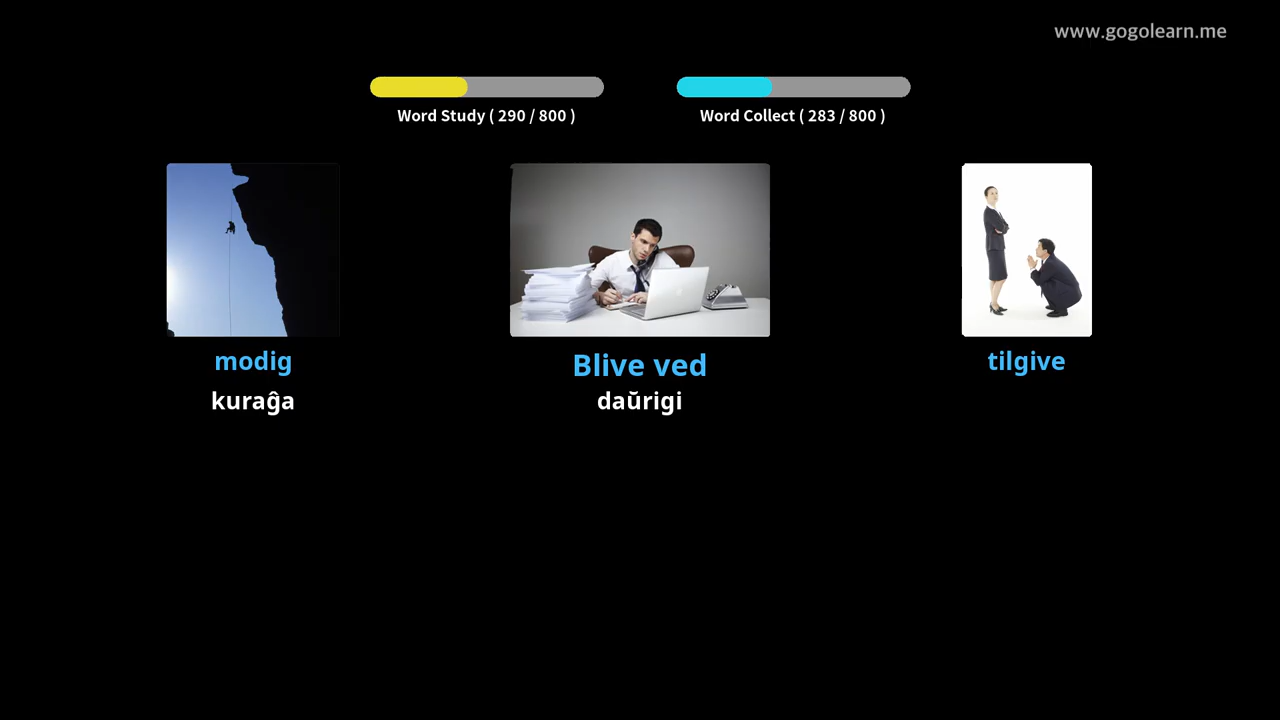 www.gogolearn.me
Word Study ( 290 / 800 )
Word Collect ( 283 / 800 )
modig
kuraĝa
Blive ved
daŭrigi
tilgive